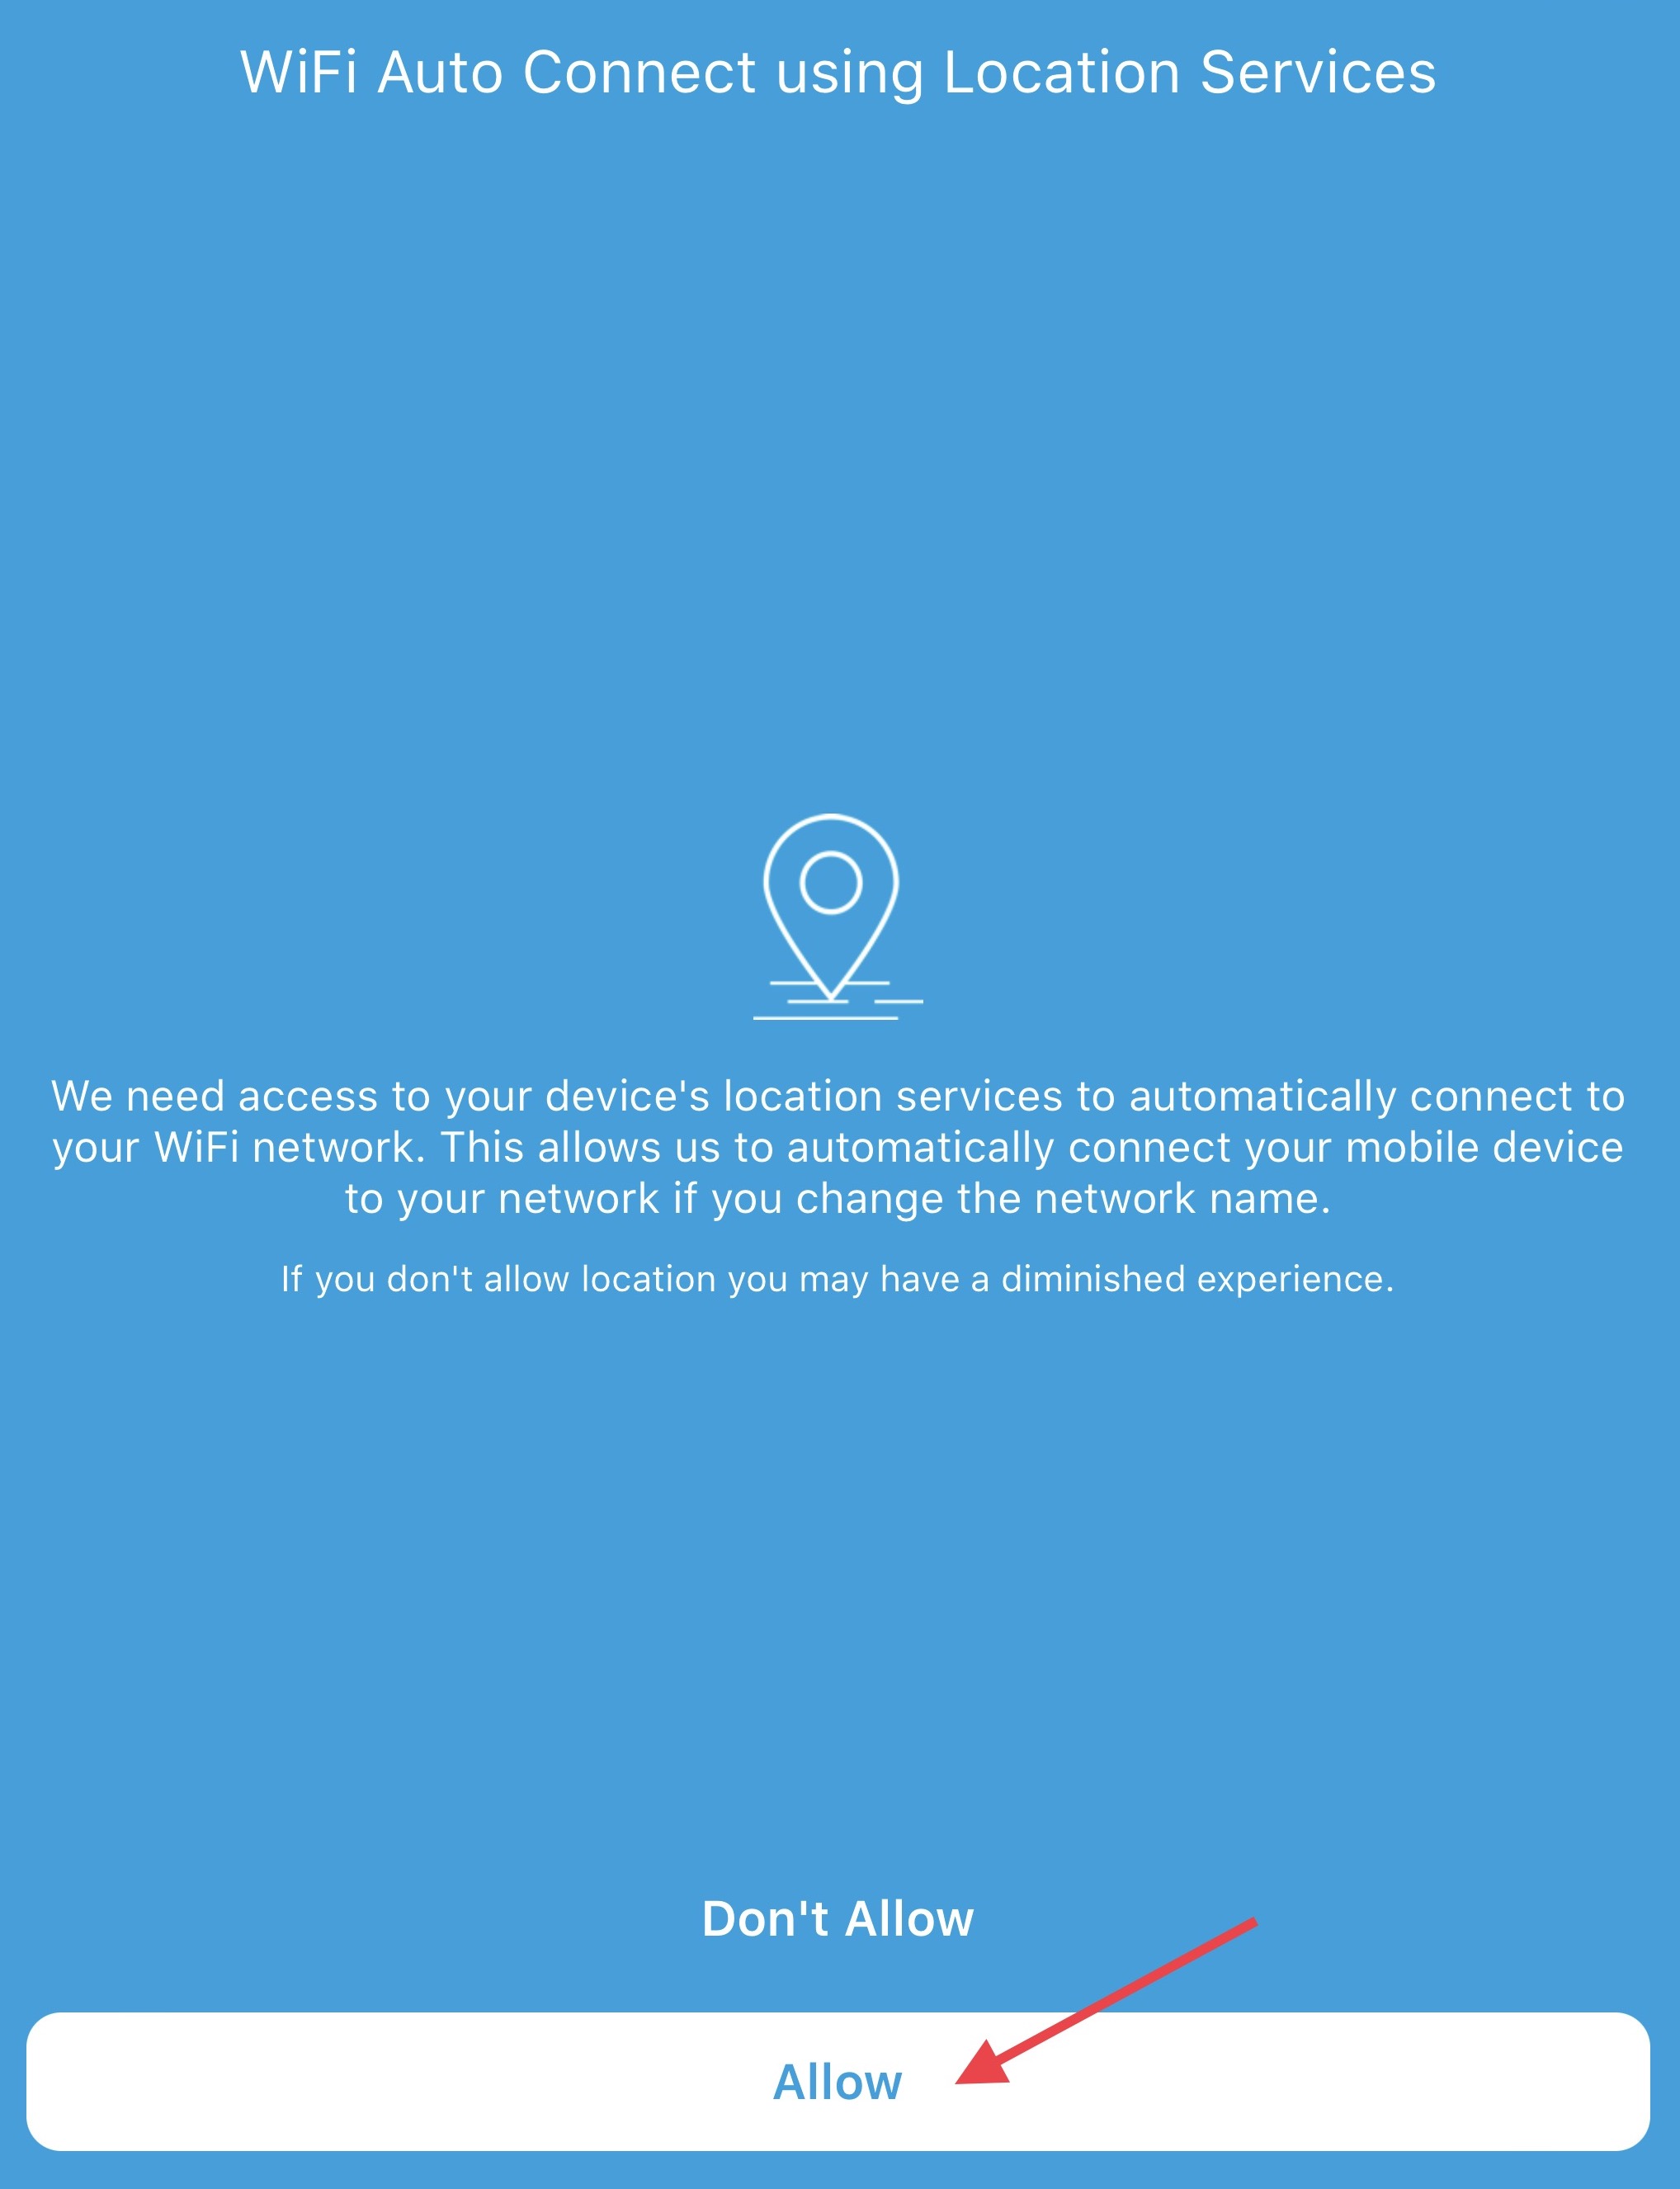 WiFi Auto Connect using Location Services
We need access to your device's location services to automatically connect to
your WiFi network. This allows us to automatically connect your mobile device
to your network if you change the network name.
If you don't allow location you may have a diminished experience.
Don't Allow
Allow